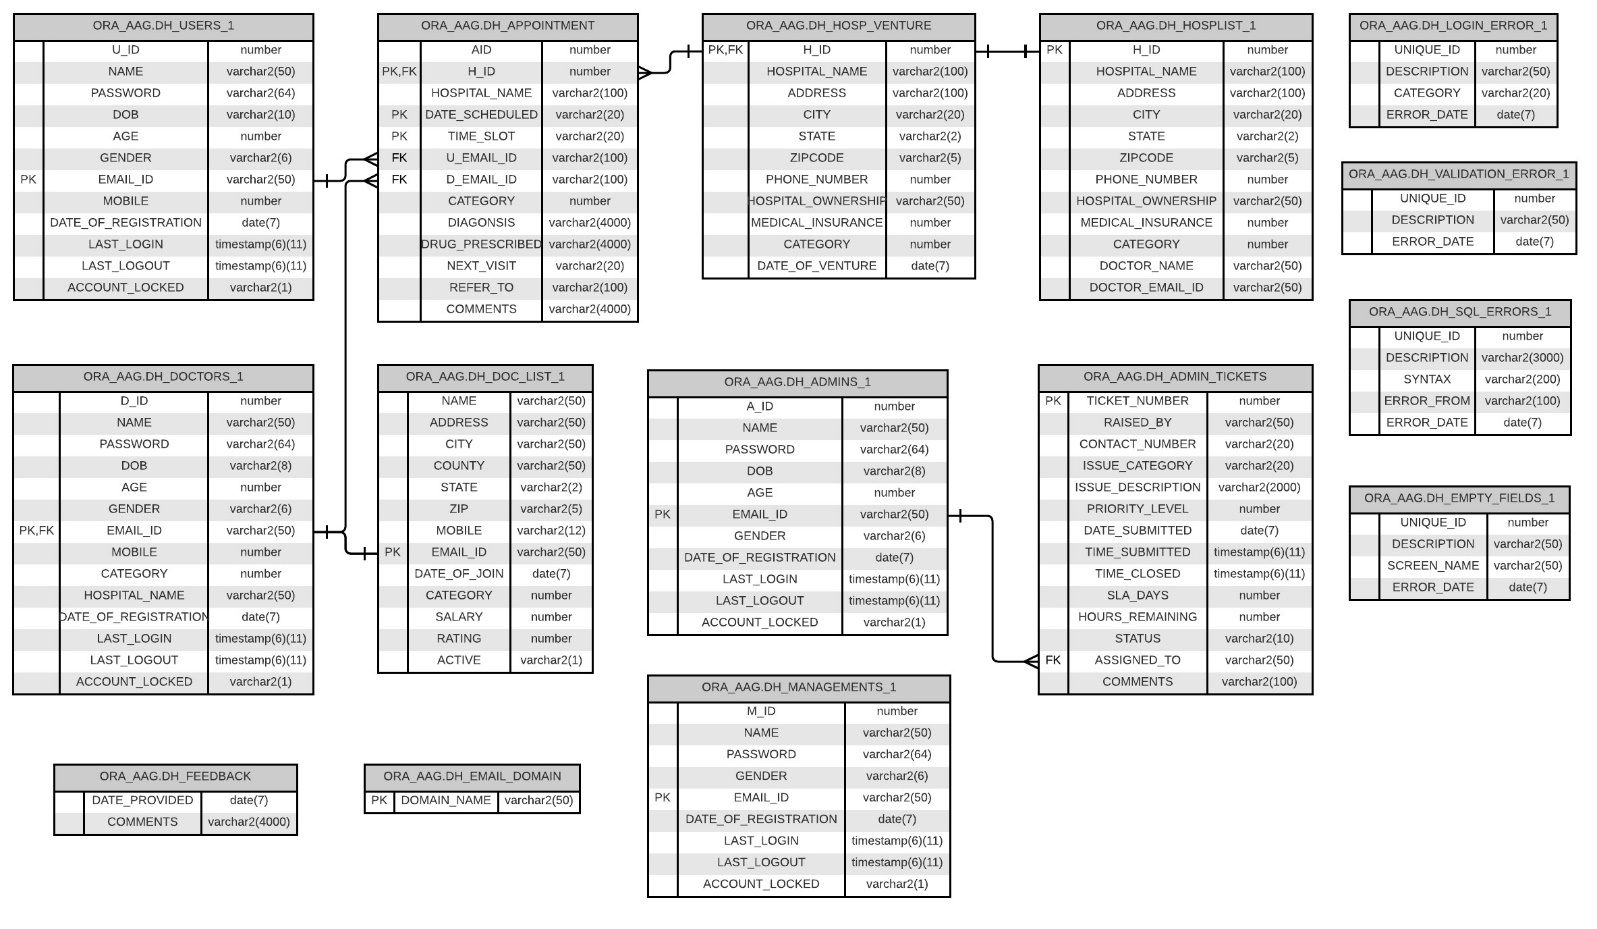 ORA_AAG.DH_USERS_1
U_ID number
NAME varchar2(50)
PASSWORD varchar2(64)
DOB varchar2(10)
AGE number
GENDER varchar2(6)
PK EMAIL_ID varchar2(50)
MOBILE number
DATE_OF_REGISTRATION date(7)
LAST_LOGIN timestamp(6)(11)
LAST_LOGOUT timestamp(6)(11)
ACCOUNT_LOCKED varchar2(1)
ORA_AAG.DH_APPOINTMENT
AID number
PK,FK H_ID number
HOSPITAL_NAME varchar2(100)
PK DATE_SCHEDULED varchar2(20)
PK TIME_SLOT varchar2(20)
FK U_EMAIL_ID varchar2(100)
FK D_EMAIL_ID varchar2(100)
CATEGORY number
DIAGONSIS varchar2(4000)
DRUG_PRESCRIBED varchar2(4000)
NEXT_VISIT varchar2(20)
REFER_TO varchar2(100)
COMMENTS varchar2(4000)
ORA_AAG.DH_HOSP_VENTURE
PK,FK H_ID number
HOSPITAL_NAME varchar2(100)
ADDRESS varchar2(100)
CITY varchar2(20)
STATE varchar2(2)
ZIPCODE varchar2(5)
PHONE_NUMBER number
HOSPITAL_OWNERSHIP varchar2(50)
MEDICAL_INSURANCE number
CATEGORY number
DATE_OF_VENTURE date(7)
ORA_AAG.DH_HOSPLIST_1
PK H_ID number
HOSPITAL_NAME varchar2(100)
ADDRESS varchar2(100)
CITY varchar2(20)
STATE varchar2(2)
ZIPCODE varchar2(5)
PHONE_NUMBER number
HOSPITAL_OWNERSHIP varchar2(50)
MEDICAL_INSURANCE number
CATEGORY number
DOCTOR_NAME varchar2(50)
DOCTOR_EMAIL_ID varchar2(50)
ORA_AAG.DH_LOGIN_ERROR_1
UNIQUE_ID number
DESCRIPTION varchar2(50)
CATEGORY varchar2(20)
ERROR_DATE date(7)
ORA_AAG.DH_VALIDATION_ERROR_1
UNIQUE_ID number
DESCRIPTION varchar2(50)
ERROR_DATE date(7)
ORA_AAG.DH_SQL_ERRORS_1
UNIQUE_ID number
DESCRIPTION varchar2(3000)
SYNTAX varchar2(200)
ERROR_FROM varchar2(100)
ERROR_DATE date(7)
ORA_AAG.DH_EMPTY_FIELDS_1
UNIQUE_ID number
DESCRIPTION varchar2(50)
SCREEN_NAME varchar2(50)
ERROR_DATE date(7)
ORA_AAG.DH_DOCTORS_1
D_ID number
NAME varchar2(50)
PASSWORD varchar2(64)
DOB varchar2(8)
AGE number
GENDER varchar2(6)
PK,FK EMAIL_ID varchar2(50)
MOBILE number
CATEGORY number
HOSPITAL_NAME varchar2(50)
DATE_OF_REGISTRATION date(7)
LAST_LOGIN timestamp(6)(11)
LAST_LOGOUT timestamp(6)(11)
ACCOUNT_LOCKED varchar2(1)
ORA_AAG.DH_DOC_LIST_1
NAME varchar2(50)
ADDRESS varchar2(50)
CITY varchar2(50)
COUNTY varchar2(50)
STATE varchar2(2)
ZIP varchar2(5)
MOBILE varchar2(12)
PK EMAIL_ID varchar2(50)
DATE_OF_JOIN date(7)
CATEGORY number
SALARY number
RATING number
ACTIVE varchar2(1)
ORA_AAG.DH_ADMINS_1
A_ID number
NAME varchar2(50)
PASSWORD varchar2(64)
DOB varchar2(8)
AGE number
PK EMAIL_ID varchar2(50)
GENDER varchar2(6)
DATE_OF_REGISTRATION date(7)
LAST_LOGIN timestamp(6)(11)
LAST_LOGOUT timestamp(6)(11)
ACCOUNT_LOCKED varchar2(1)
ORA_AAG.DH_ADMIN_TICKETS
PK TICKET_NUMBER number
RAISED_BY varchar2(50)
CONTACT_NUMBER varchar2(20)
ISSUE_CATEGORY varchar2(20)
ISSUE_DESCRIPTION varchar2(2000)
PRIORITY_LEVEL number
DATE_SUBMITTED date(7)
TIME_SUBMITTED timestamp(6)(11)
TIME_CLOSED timestamp(6)(11)
SLA_DAYS number
HOURS_REMAINING number
STATUS varchar2(10)
FK ASSIGNED_TO varchar2(50)
COMMENTS varchar2(100)
ORA_AAG.DH_MANAGEMENTS_1
M_ID number
NAME varchar2(50)
PASSWORD varchar2(64)
GENDER varchar2(6)
PK EMAIL_ID varchar2(50)
DATE_OF_REGISTRATION date(7)
LAST_LOGIN timestamp(6)(11)
LAST_LOGOUT timestamp(6)(11)
ACCOUNT_LOCKED varchar2(1)
ORA_AAG.DH_FEEDBACK
DATE_PROVIDED date(7)
COMMENTS varchar2(4000)
ORA_AAG.DH_EMAIL_DOMAIN
PK DOMAIN_NAME varchar2(50)